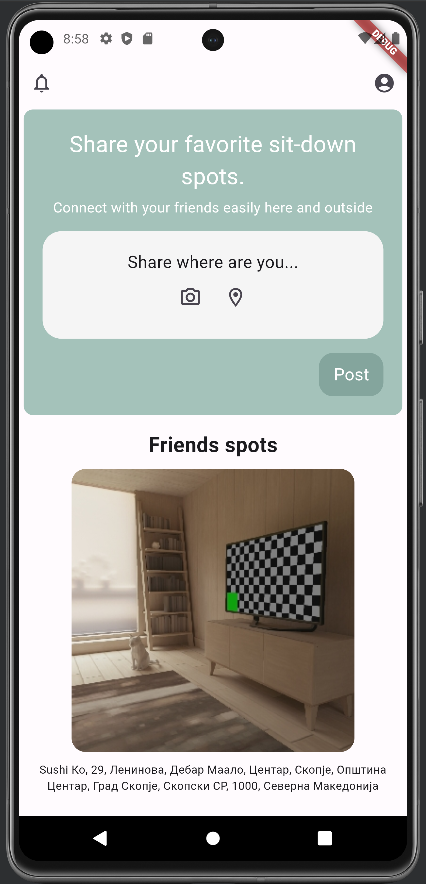 8:58
DEBUG
Share your favorite sit-down
spots.
Connect with your friends easily here and outside
Share where are you...
Post
Friends spots
Sushi Ko, 29, Ленинова, Дебар Маало, Центар, Скопје, Општина
Центар, Град Скопје, Скопски СР, 1000, Северна Македонија